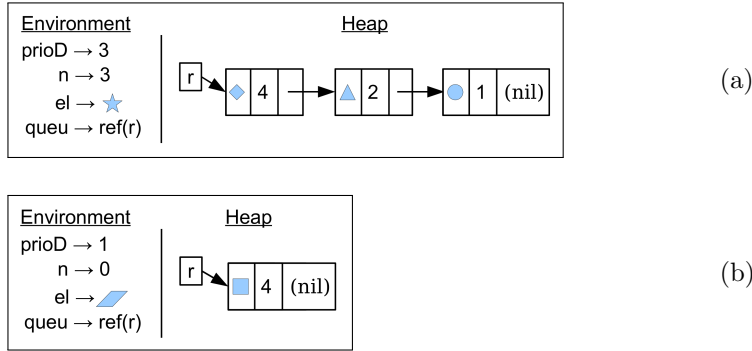 Environment
Heap
prioD → 3
n → 3
el →
queu → ref(r)
r
4
2
1
(nil)
(a)
Environment
Heap
prioD → 1
n → 0
el →
queu → ref(r)
r
4
(nil)
(b)